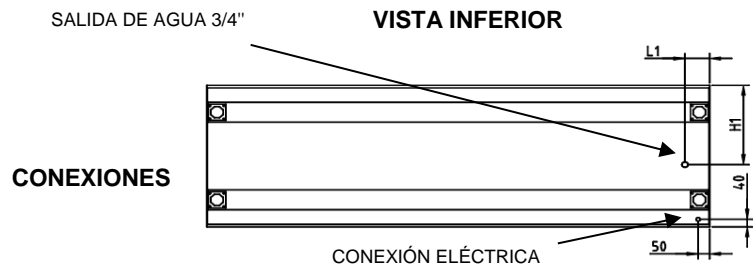 SALIDA DE AGUA 3/4"
VISTA INFERIOR
L1
H1
CONEXIONES
40
50
CONEXIÓN ELÉCTRICA